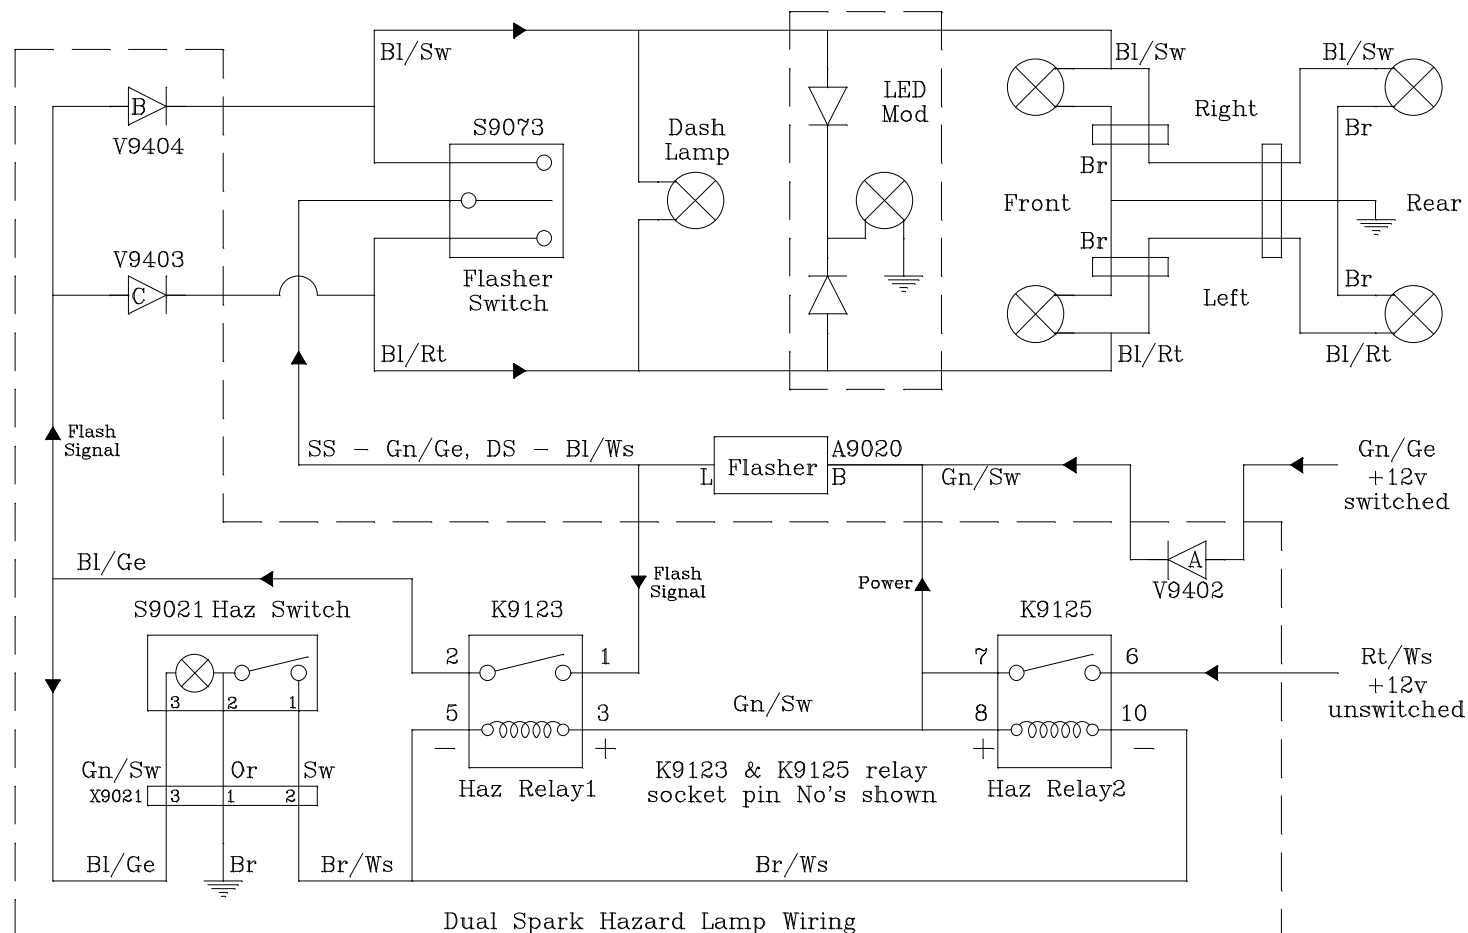 Bl/Sw
Bl/Sw
Bl/Sw
LED
Mod
B
V9404
S9073
Dash
Lamp
Right
Br
Br
Front
Rear
Br
V9403
C
Flasher
Switch
Left
Br
Bl/Rt
Bl/Rt
Bl/Rt
Flash
Signal
SS - Gn/Ge, DS - Bl/Ws
L
Flasher
A9020
B
Gn/Sw
Gn/Ge
+12v
switched
A
V9402
Bl/Ge
Flash
Signal
Power
S9021 Haz Switch
3
2
1
K9123
2
1
5
3
-
+
Haz Relay1
Gn/Sw
K9125
7
6
8
10
+
-
Haz Relay2
Rt/Ws
+12v
unswitched
K9123 & K9125 relay
socket pin No's shown
Gn/Sw
Or
Sw
X9021
3
1
2
Bl/Ge
Br
Br/Ws
Br/Ws
Dual Spark Hazard Lamp Wiring